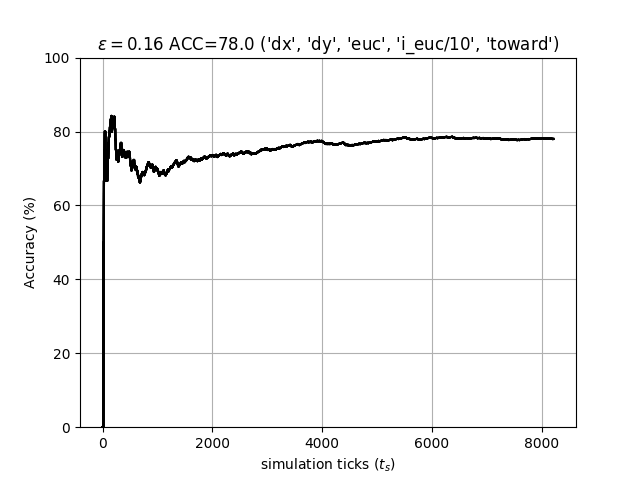 ε = 0.16 ACC=78.0 ('dx', 'dy', 'euc', 'i_euc/10', 'toward')
100
80
60
40
20
0
Accuracy (%)
0 2000 4000 6000 8000
simulation ticks (tₛ)